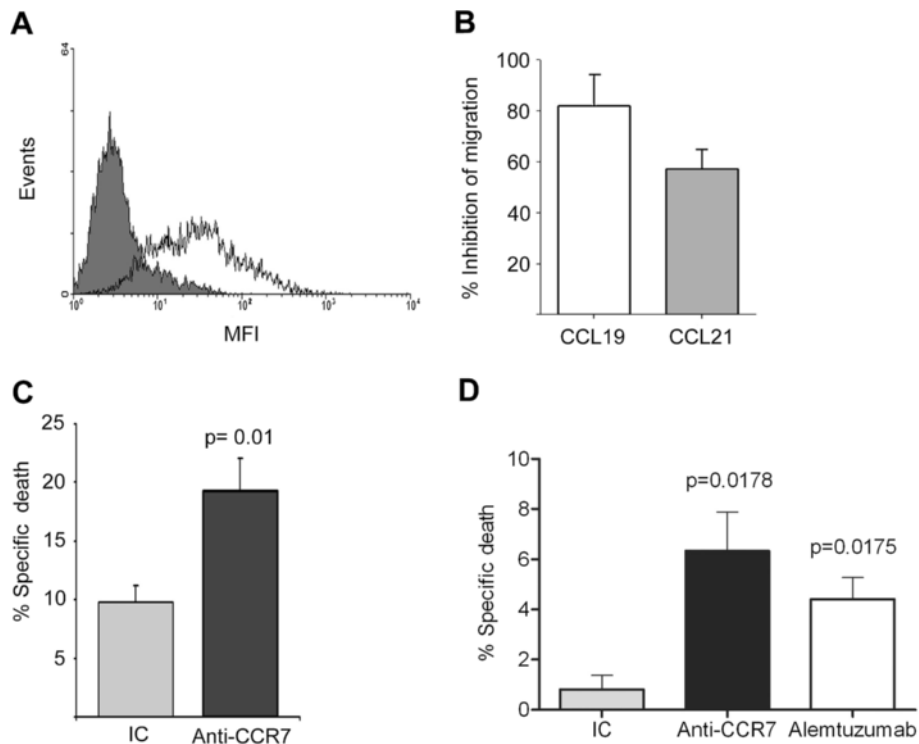 A
64
Events
0
10⁰ 10¹ 10² 10³ 10⁴
MFI
B
100
80
60
40
20
% Inhibition of migration
CCL19 CCL21
C
25
20
15
10
5
% Specific death
p= 0.01
IC Anti-CCR7
D
10
8
6
4
2
0
% Specific death
p=0.0178
p=0.0175
IC Anti-CCR7 Alemtuzumab